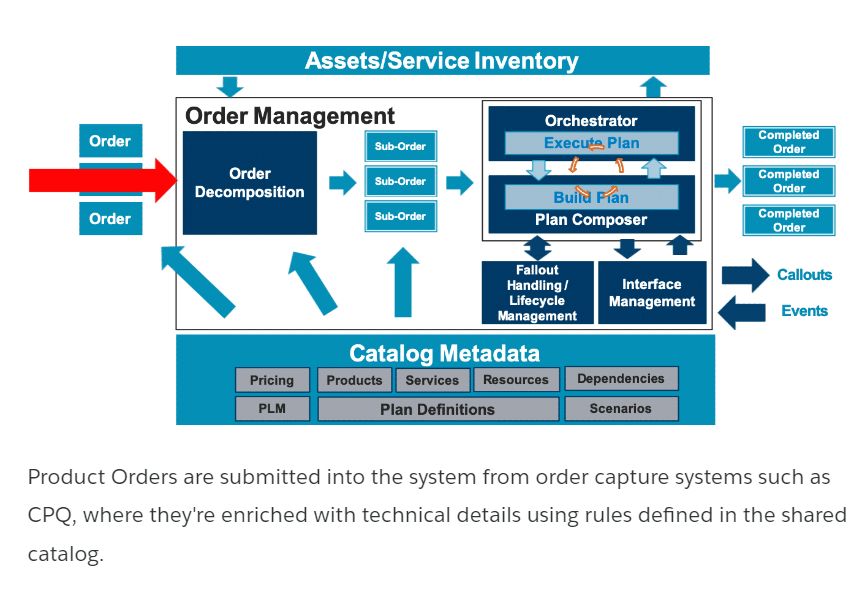 Assets/Service Inventory
Order Management
Order
Order
Order
Decomposition
Sub-Order
Sub-Order
Sub-Order
Orchestrator
Execute Plan
Build Plan
Plan Composer
Fallout
Handling /
Lifecycle
Management
Interface
Management
Completed
Order
Completed
Order
Completed
Order
Callouts
Events
Catalog Metadata
Pricing
Products
Services
Resources
Dependencies
PLM
Plan Definitions
Scenarios
Product Orders are submitted into the system from order capture systems such as
CPQ, where they're enriched with technical details using rules defined in the shared
catalog.